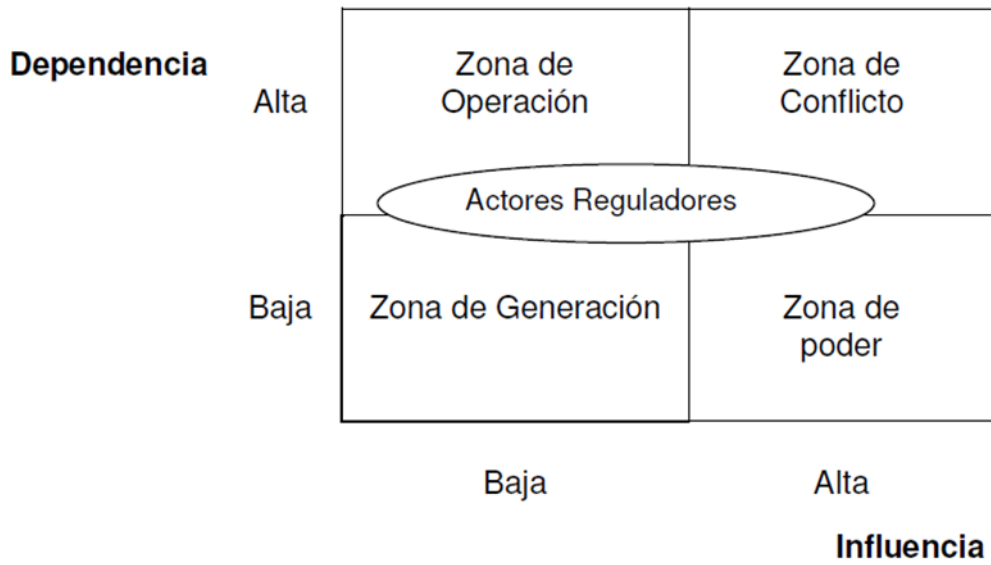 Dependencia
Alta
Zona de
Operación
Zona de
Conflicto
Actores Reguladores
Baja
Zona de Generación
Zona de
poder
Baja
Alta
Influencia